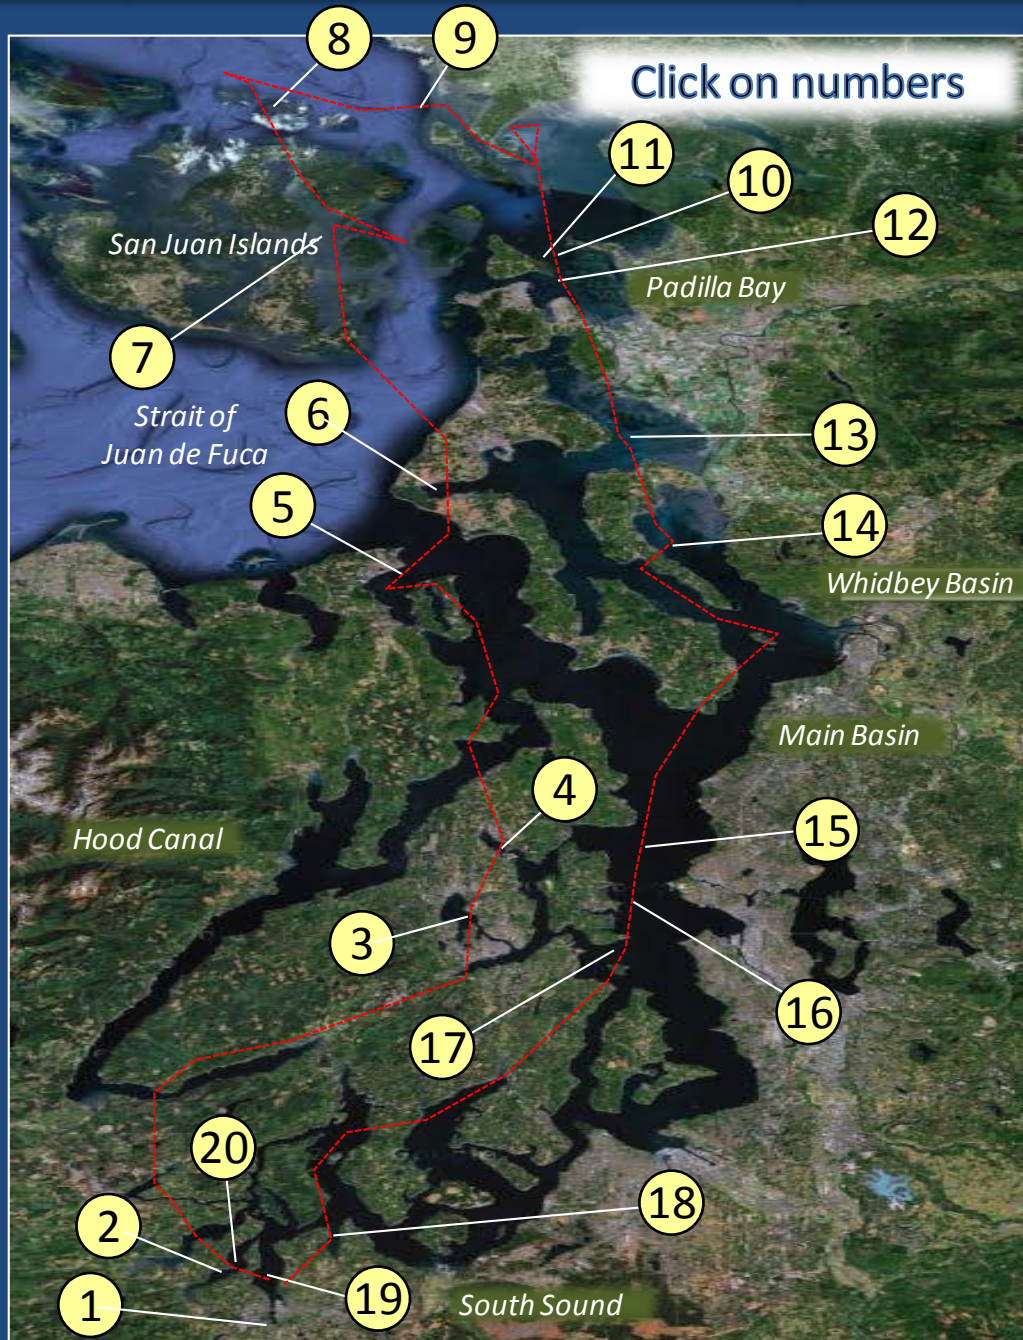 8
9
Click on numbers
11
10
12
San Juan Islands
Padilla Bay
7
6
Strait of
Juan de Fuca
13
5
14
Whidbey Basin
Main Basin
4
15
Hood Canal
3
16
17
20
18
2
19
1
South Sound